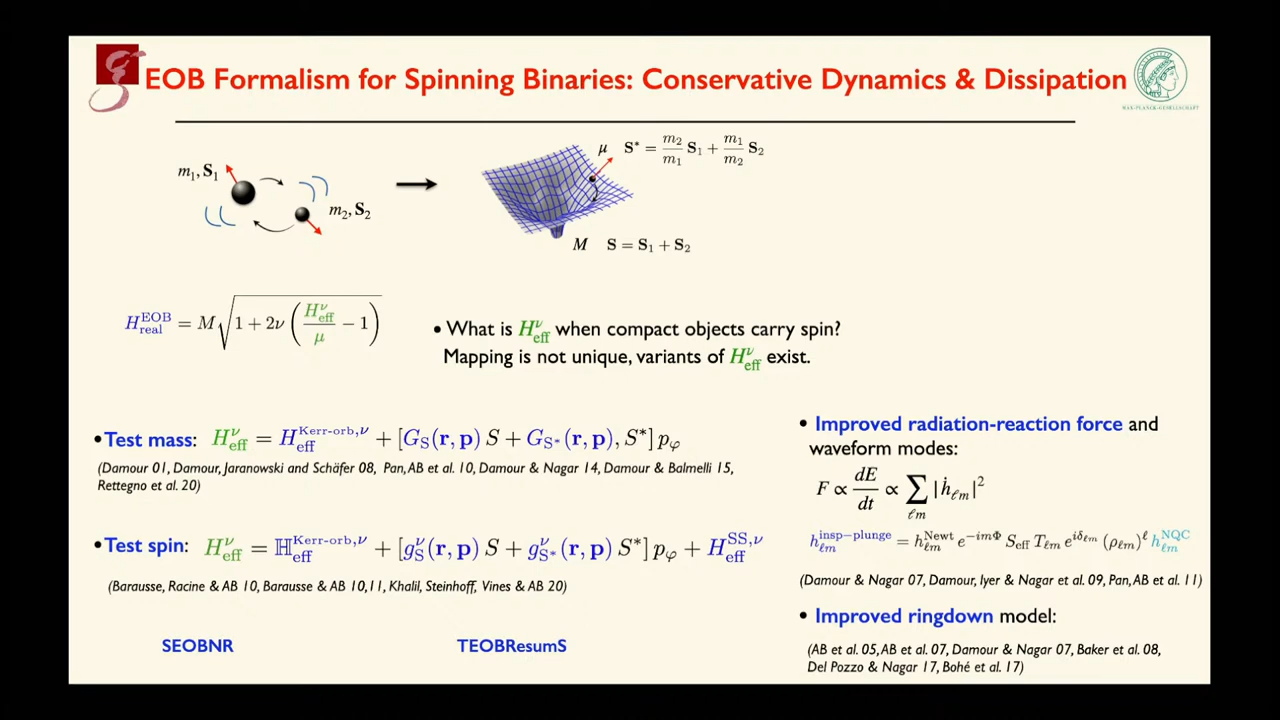 EOB Formalism for Spinning Binaries: Conservative Dynamics & Dissipation
MAX-PLANCK-GESELLSCHAFT
m₁, S₁
m₂, S₂
μ S* = m₂/m₁ S₁ + m₁/m₂ S₂
M S = S₁ + S₂
H_real^EOB = M √(1 + 2ν (H_eff^ν/μ − 1))
• What is H_eff^ν when compact objects carry spin?
Mapping is not unique, variants of H_eff^ν exist.
• Test mass: H_eff^ν = H_eff^Kerr-orb,ν + [G_S(r, p) S + G_S*(r, p), S*] p_φ
(Damour 01, Damour, Jaranowski and Schäfer 08, Pan, AB et al. 10, Damour & Nagar 14, Damour & Balmelli 15,
Rettegno et al. 20)
• Test spin: H_eff^ν = ℍ_eff^Kerr-orb,ν + [g_S^ν(r, p) S + g_S*^ν(r, p) S*] p_φ + H_eff^SS,ν
(Barausse, Racine & AB 10, Barausse & AB 10,11, Khalil, Steinhoff, Vines & AB 20)
SEOBNR TEOBResumS
• Improved radiation-reaction force and
waveform modes:
F ∝ dE/dt ∝ ∑_ℓm |ḣ_ℓm|²
h_ℓm^insp-plunge = h_ℓm^Newt e^−imΦ S_eff T_ℓm e^iδ_ℓm (ρ_ℓm)^ℓ h_ℓm^NQC
(Damour & Nagar 07, Damour, Iyer & Nagar et al. 09, Pan, AB et al. 11)
• Improved ringdown model:
(AB et al. 05, AB et al. 07, Damour & Nagar 07, Baker et al. 08,
Del Pozzo & Nagar 17, Bohé et al. 17)